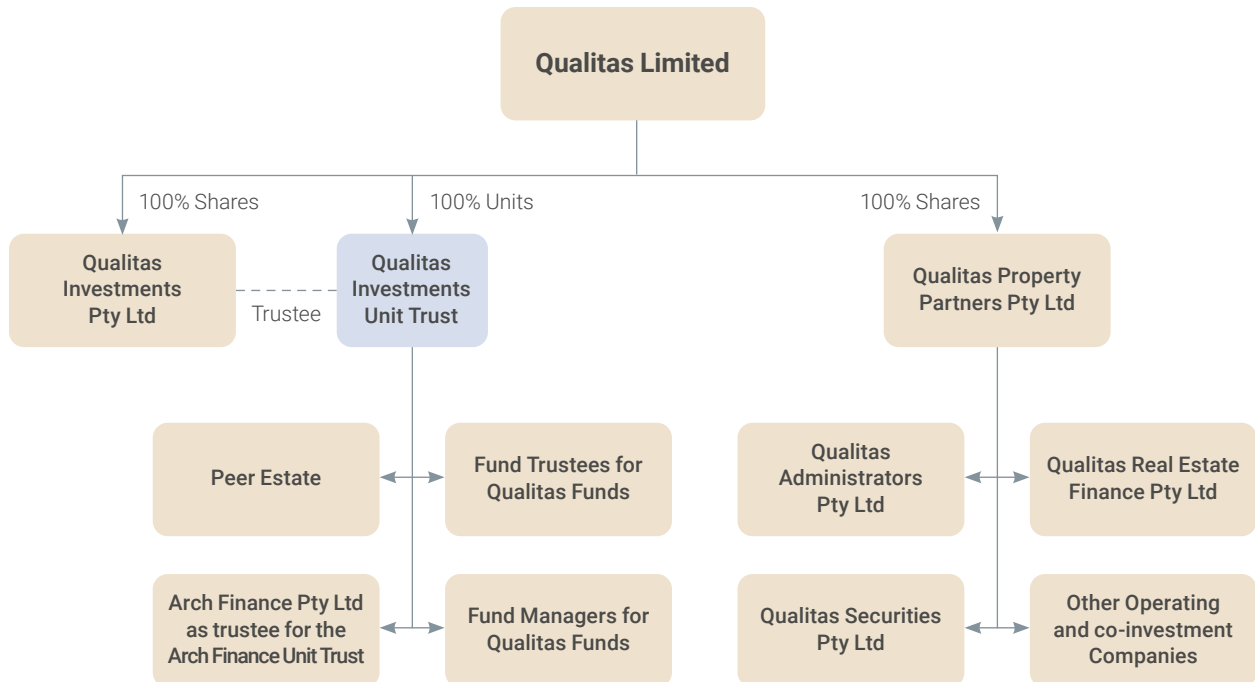 Qualitas Limited
100% Shares
100% Units
100% Shares
Qualitas
Investments
Pty Ltd
Trustee
Qualitas
Investments
Unit Trust
Qualitas Property
Partners Pty Ltd
Peer Estate
Fund Trustees for
Qualitas Funds
Qualitas
Administrators
Pty Ltd
Qualitas Real Estate
Finance Pty Ltd
Arch Finance Pty Ltd
as trustee for the
Arch Finance Unit Trust
Fund Managers for
Qualitas Funds
Qualitas Securities
Pty Ltd
Other Operating
and co-investment
Companies